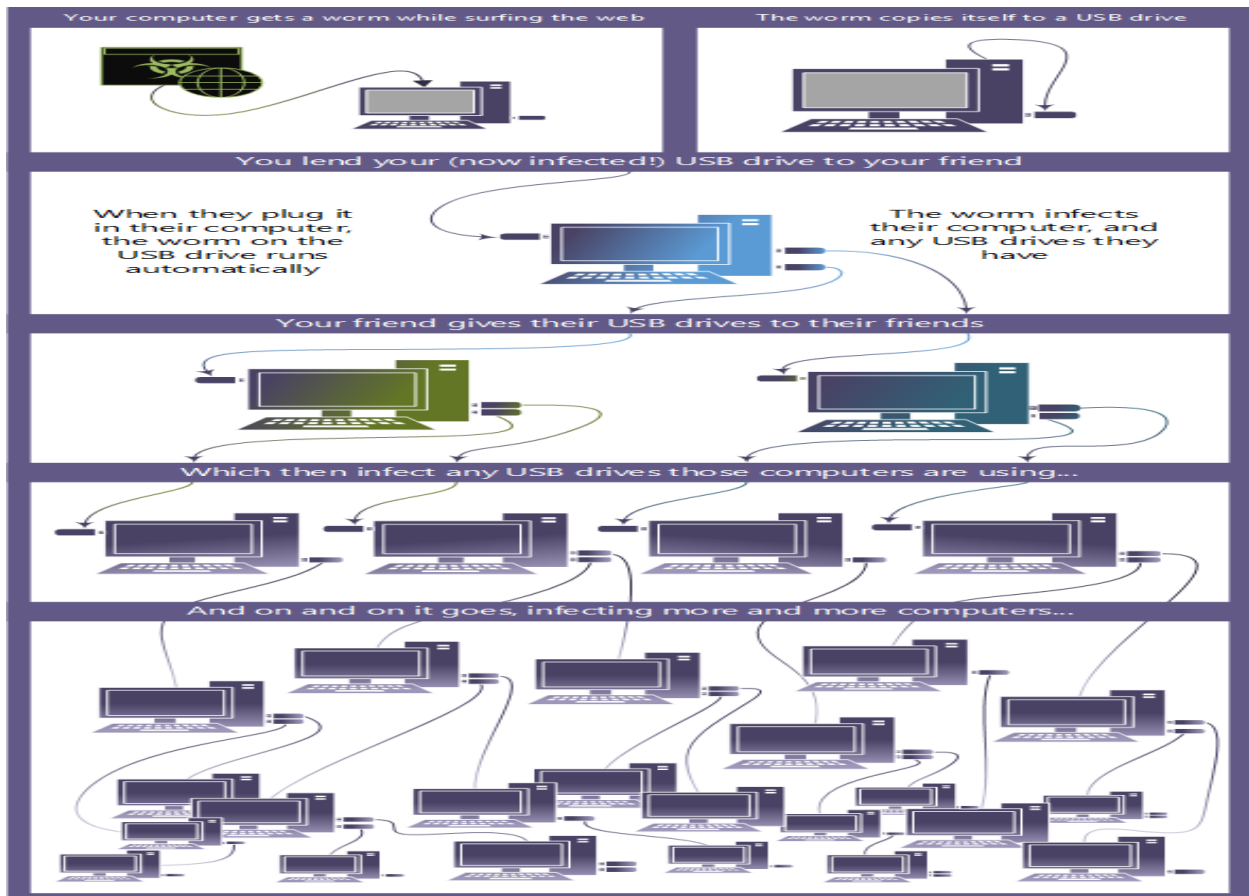 Your computer gets a worm while surfing the web
The worm copies itself to a USB drive
You lend your (now infected!) USB drive to your friend
When they plug it
in their computer,
the worm on the
USB drive runs
automatically
The worm infects
their computer, and
any USB drives they
have
Your friend gives their USB drives to their friends
Which then infect any USB drives those computers are using...
And on and on it goes, infecting more and more computers...